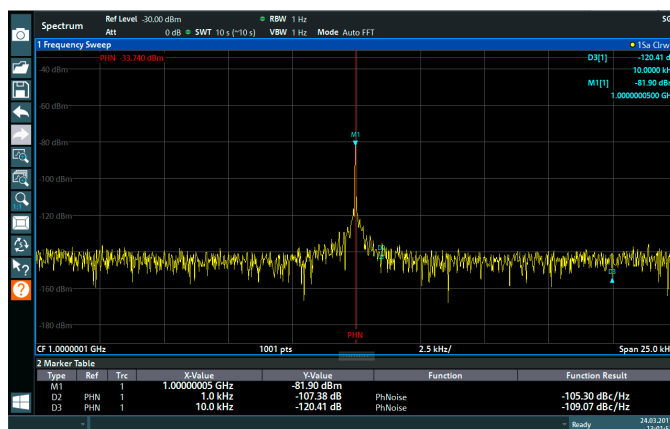 SG
Spectrum
Ref Level -30.00 dBm
RBW 1 Hz
Att 0 dB SWT 10 s (~10 s) VBW 1 Hz Mode Auto FFT
1 Frequency Sweep
1Sa Clrw
PHN -33.740 dBm
D3[1] -120.41 d
10.0000 kH
M1[1] -81.90 dBm
1.0000000500 GH
-40 dBm
-60 dBm
-80 dBm
-100 dBm
-120 dBm
-140 dBm
-160 dBm
-180 dBm
M1
D2
D3
PHN
CF 1.0000001 GHz 1001 pts 2.5 kHz/ Span 25.0 kH
2 Marker Table
Type Ref Trc X-Value Y-Value Function Function Result
M1 1 1.00000005 GHz -81.90 dBm
D2 PHN 1 1.0 kHz -107.38 dB PhNoise -105.30 dBc/Hz
D3 PHN 1 10.0 kHz -120.41 dB PhNoise -109.07 dBc/Hz
Ready
24.03.201